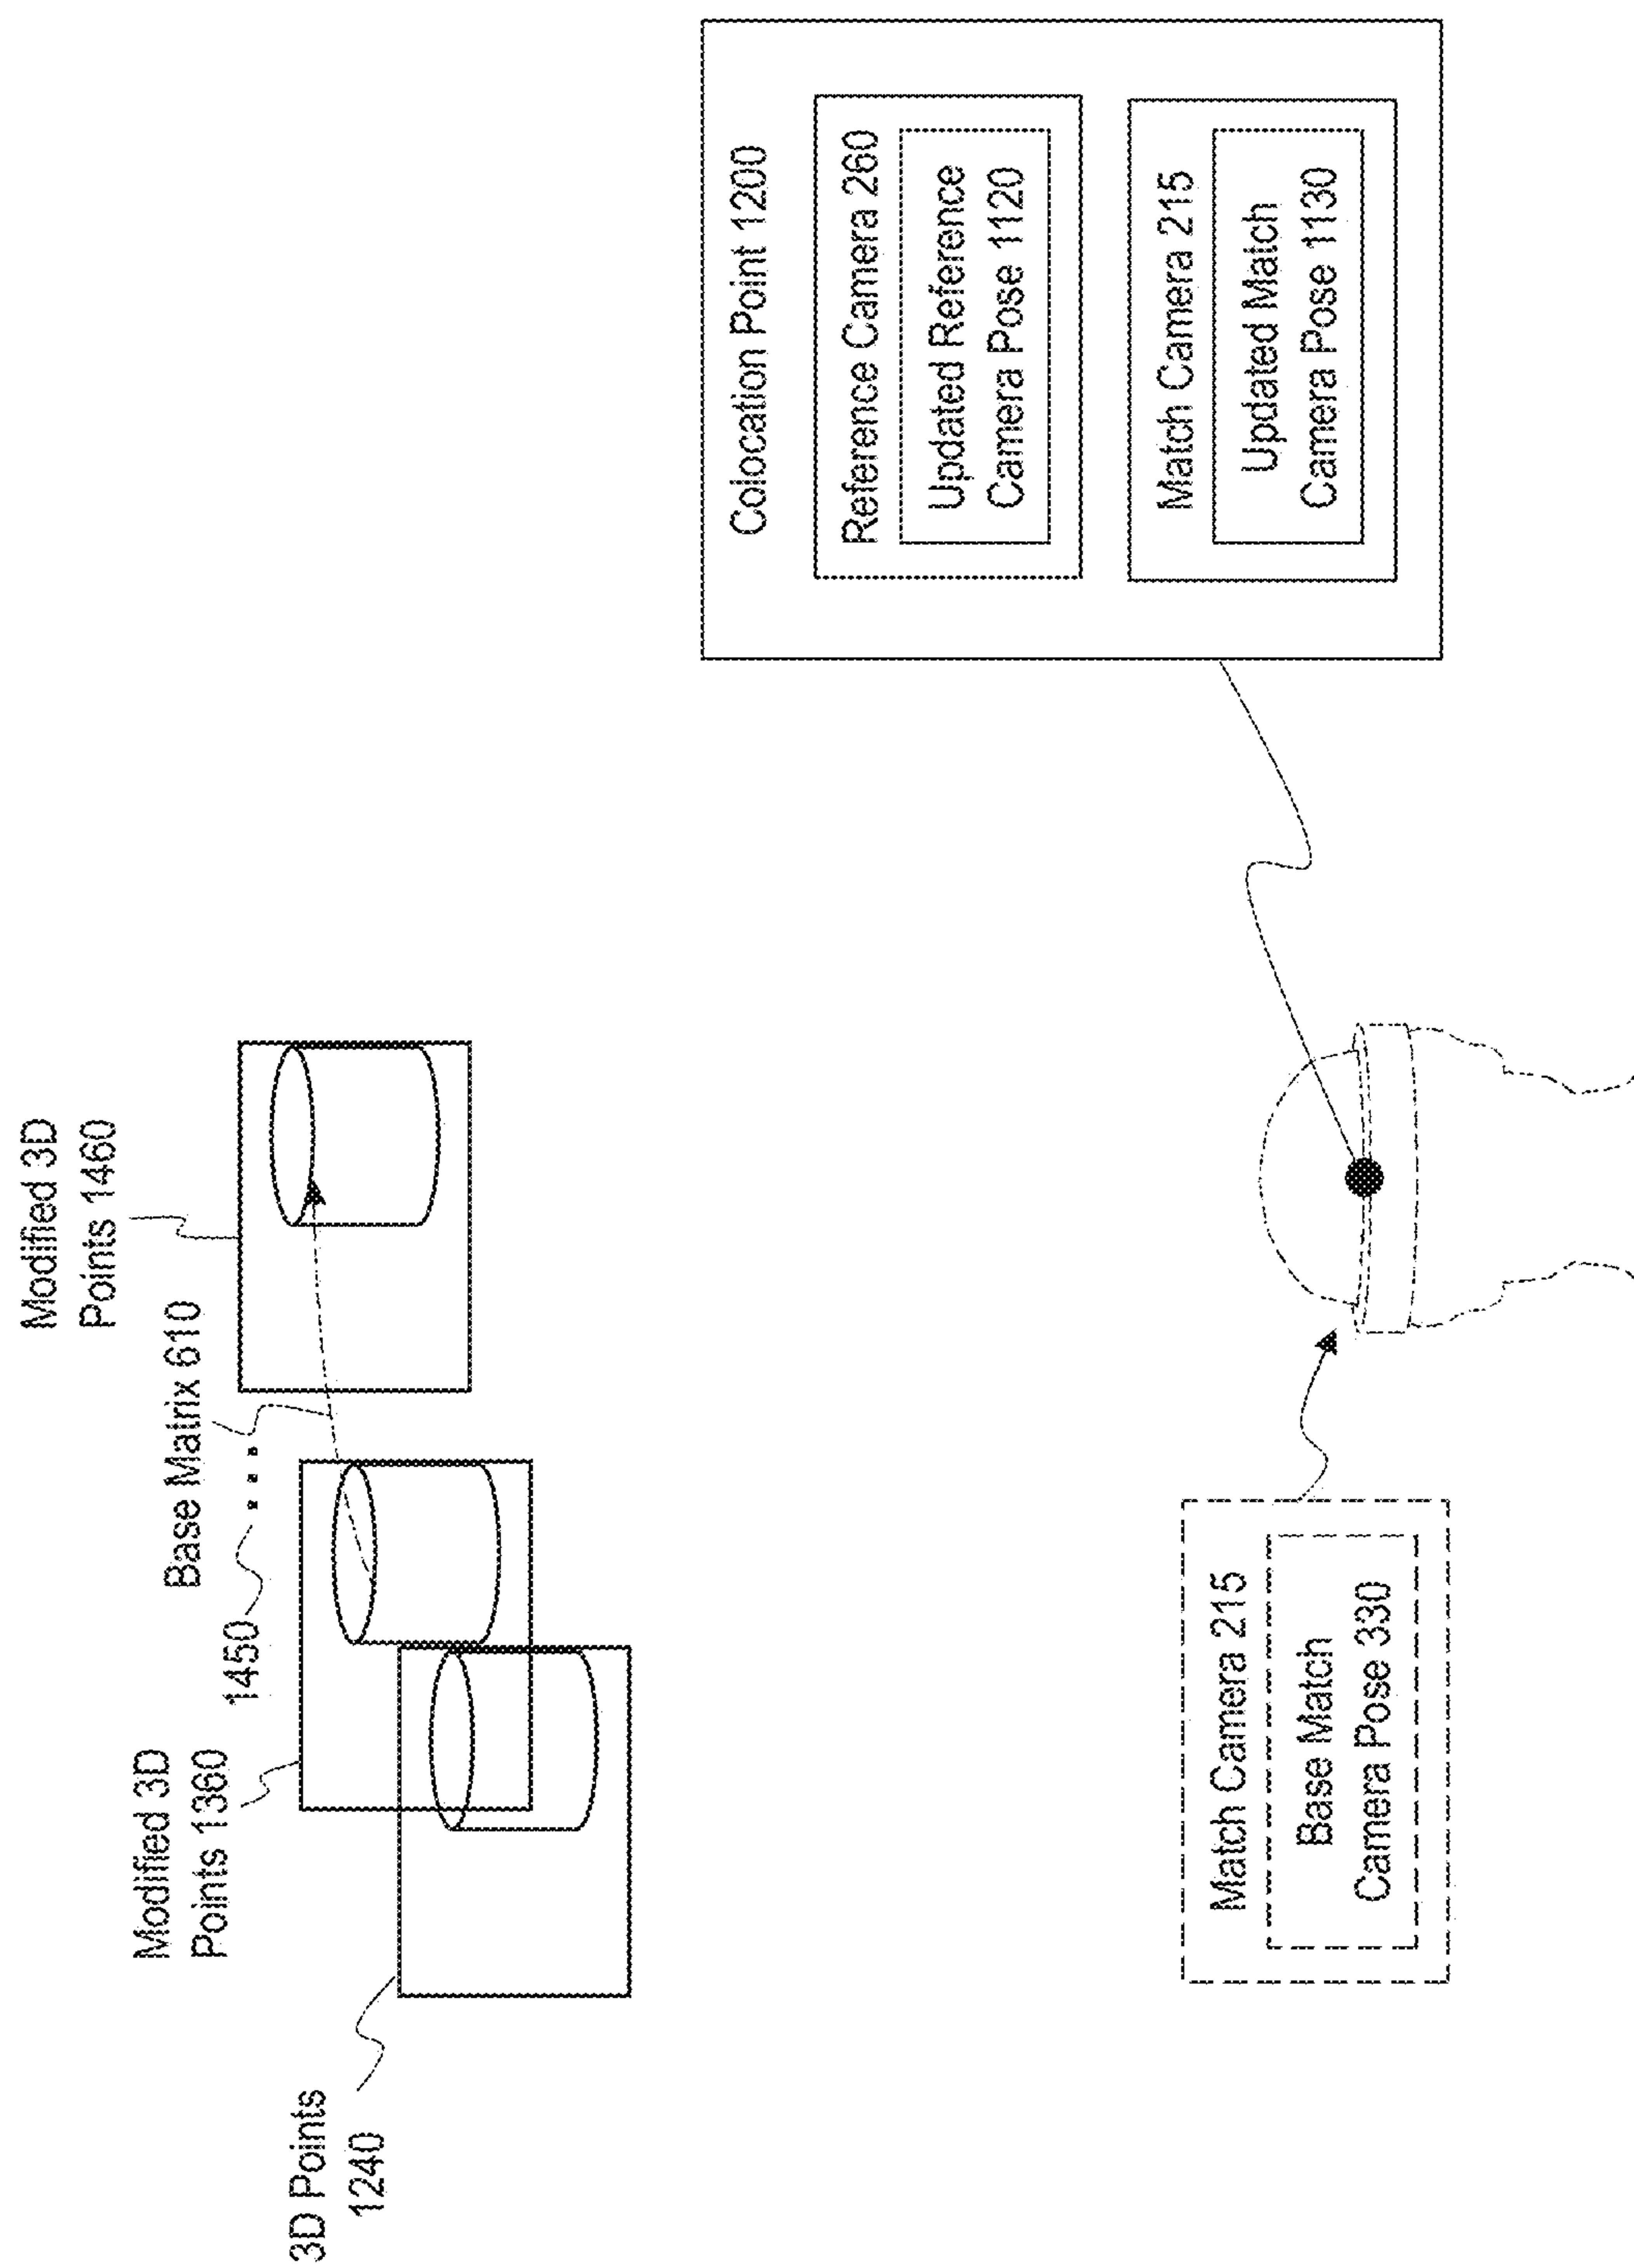 Modified 3D
Points 1460
Base Matrix 610
1450
Modified 3D
Points 1360
3D Points
1240
Colocation Point 1200
Reference Camera 260
Updated Reference
Camera Pose 1120
Match Camera 215
Updated Match
Camera Pose 1130
Match Camera 215
Base Match
Camera Pose 330